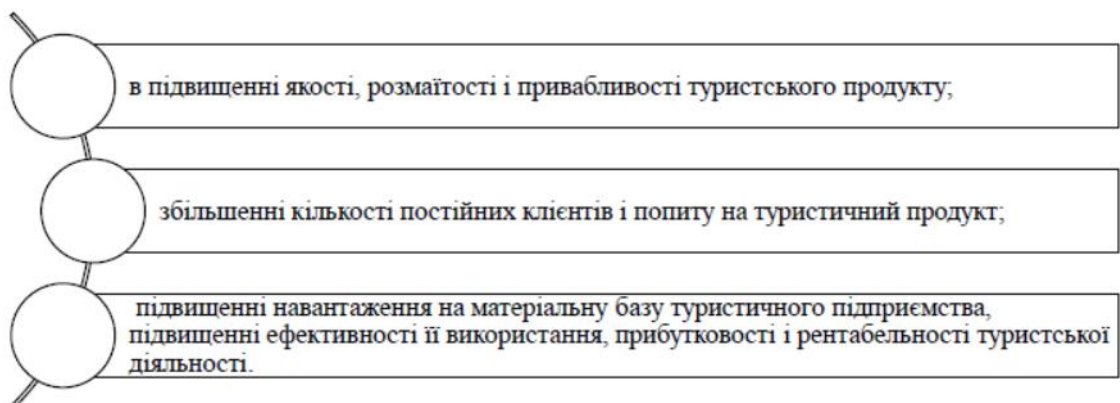 в підвищенні якості, розмаїтості і привабливості туристського продукту;
збільшенні кількості постійних клієнтів і попиту на туристичний продукт;
підвищенні навантаження на матеріальну базу туристичного підприємства,
підвищенні ефективності її використання, прибутковості і рентабельності туристської
діяльності.